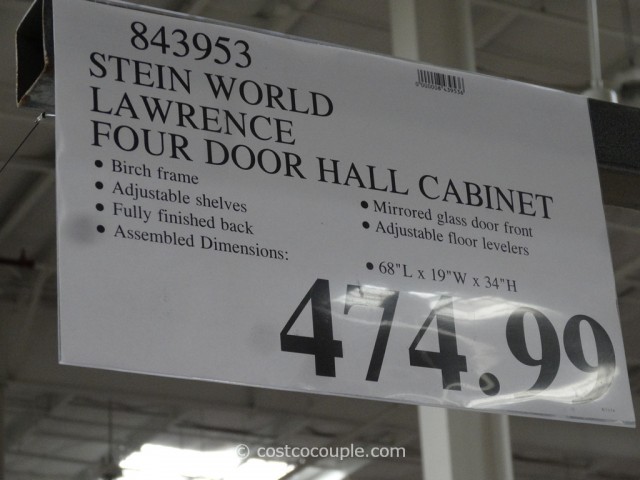 843953
STEIN WORLD
LAWRENCE
FOUR DOOR HALL CABINET
• Birch frame
• Adjustable shelves
• Fully finished back
• Assembled Dimensions:
• Mirrored glass door front
• Adjustable floor levelers
• 68"L x 19"W x 34"H
474.99
© costcocouple.com